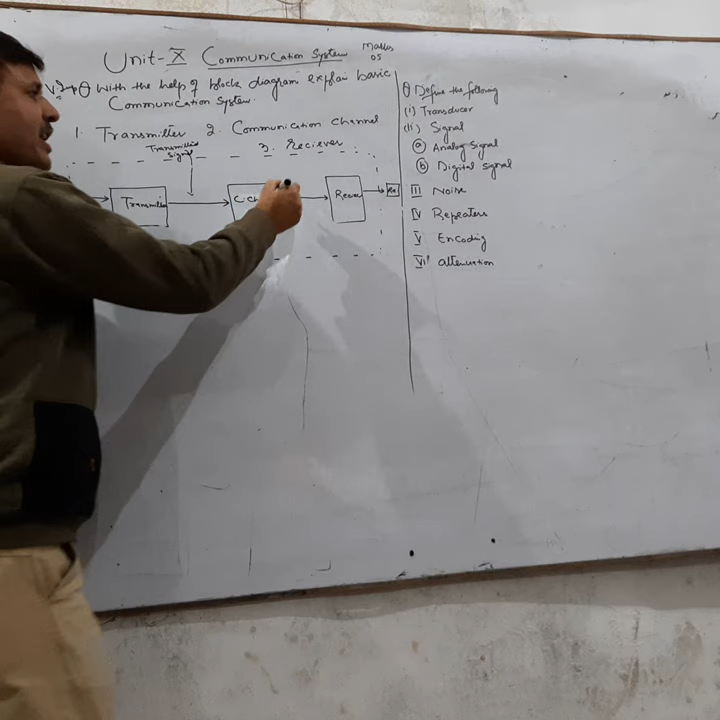 Unit-X Communication System Marks 05
With the help of block diagram explain basic
Communication System.
1. Transmitter 2. Communication Channel
3. Reciever
Transmitted
Signal
Transmitter
C Ch
Recev
Define the following
(i) Transducer
(ii) Signal
(a) Analog Signal
(b) Digital signal
III Noise
IV Repeaters
V Encoding
VI attenuation